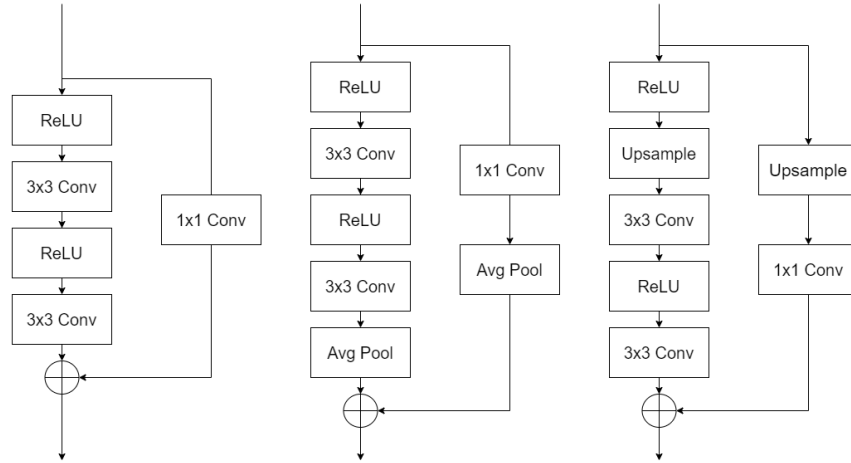 ReLU
3x3 Conv
ReLU
3x3 Conv
1x1 Conv
ReLU
3x3 Conv
ReLU
3x3 Conv
Avg Pool
1x1 Conv
Avg Pool
ReLU
Upsample
3x3 Conv
ReLU
3x3 Conv
Upsample
1x1 Conv